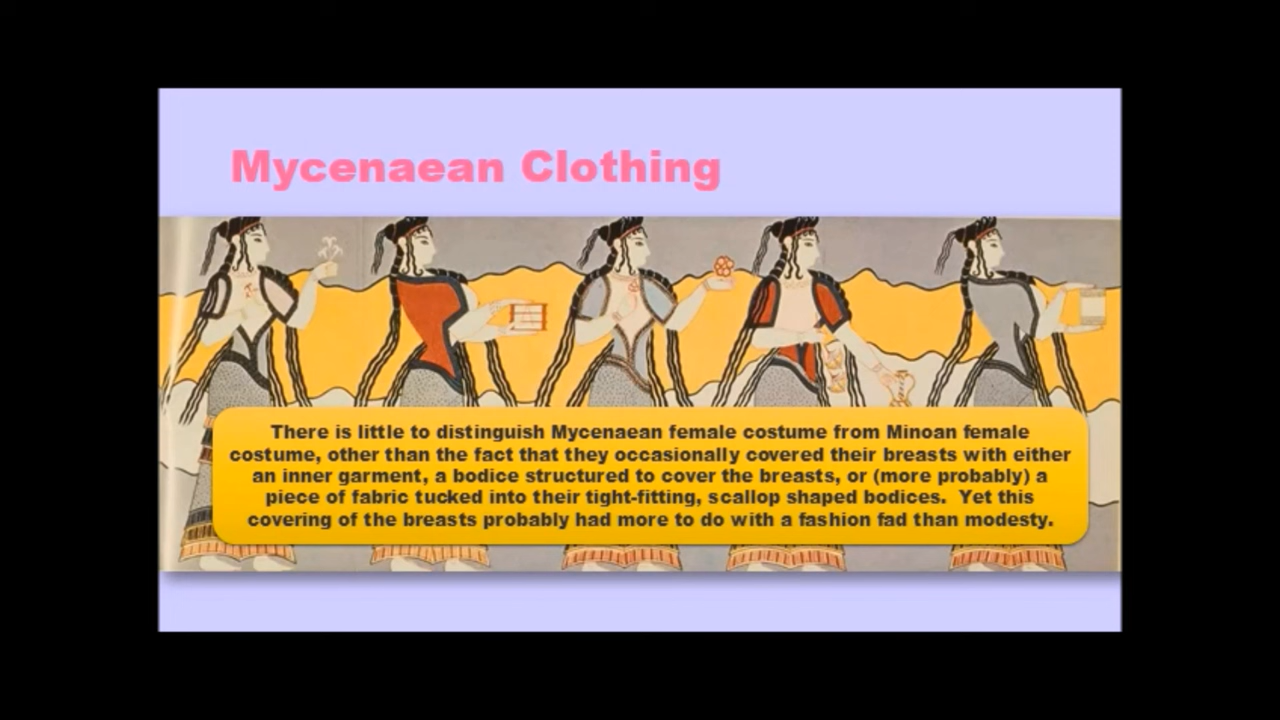 Mycenaean Clothing
There is little to distinguish Mycenaean female costume from Minoan female
costume, other than the fact that they occasionally covered their breasts with either
an inner garment, a bodice structured to cover the breasts, or (more probably) a
piece of fabric tucked into their tight-fitting, scallop shaped bodices.  Yet this
covering of the breasts probably had more to do with a fashion fad than modesty.